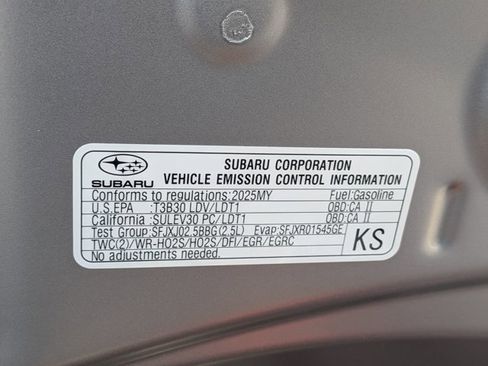 SUBARU CORPORATION
SUBARU
VEHICLE EMISSION CONTROL INFORMATION
Conforms to regulations:2025MY Fuel:Gasoline
U.S.EPA :T3B30 LDV/LDT1 OBD:CA II
California :SULEV30 PC/LDT1 OBD:CA II
Test Group:SFJXJ02.5BBG(2.5L) Evap:SFJXR01545GE
TWC(2)/WR-HO2S/HO2S/DFI/EGR/EGRC
No adjustments needed.
KS